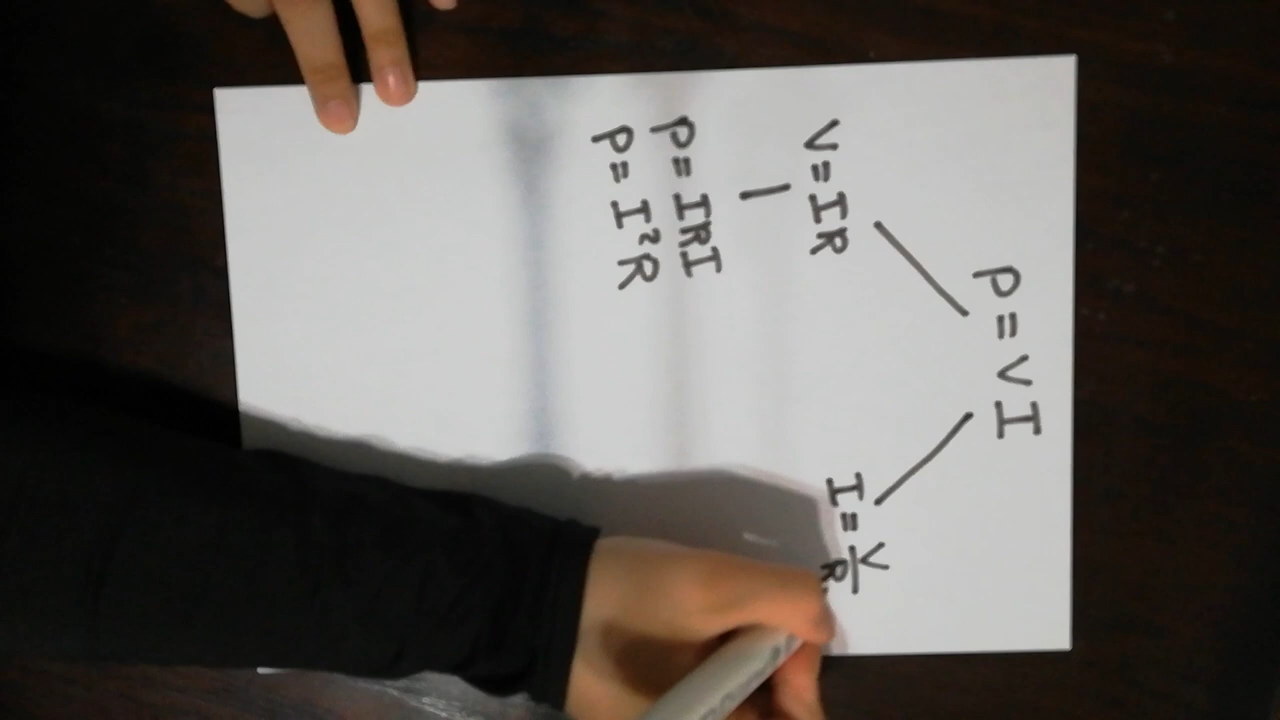 P = VI
V = IR
I = V/R
P = IRI
P = I²R